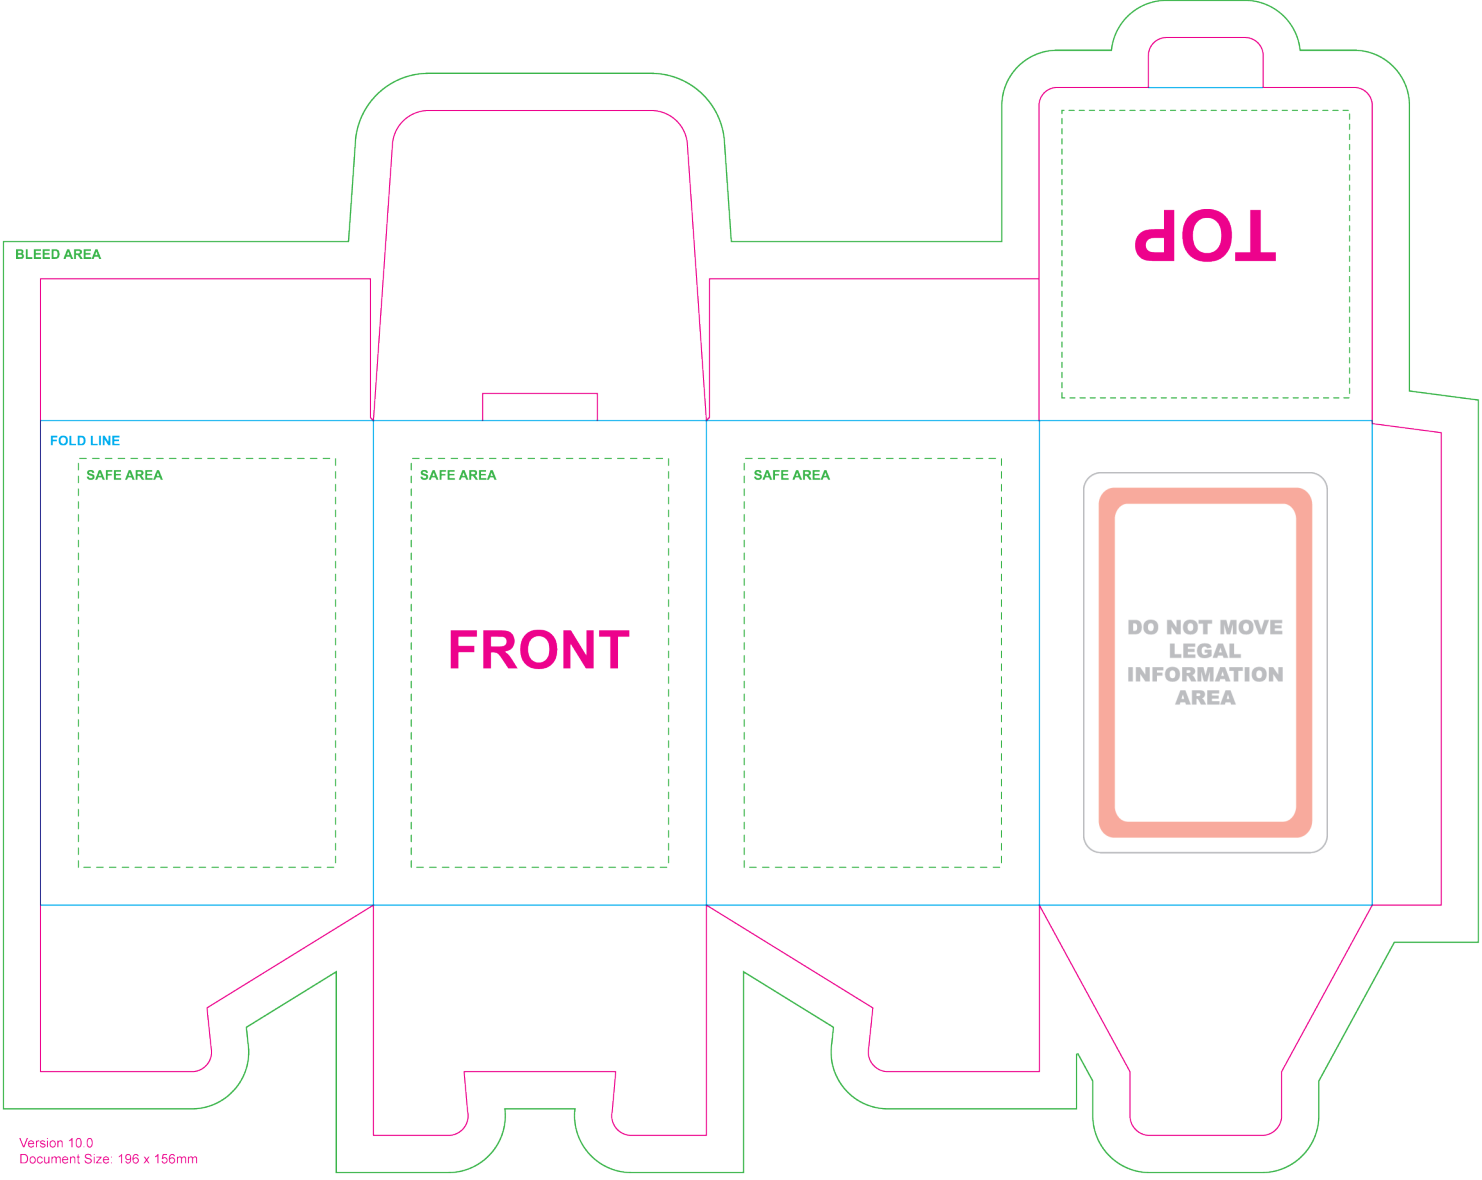 TOP
BLEED AREA
FOLD LINE
SAFE AREA
SAFE AREA
SAFE AREA
FRONT
DO NOT MOVE
LEGAL
INFORMATION
AREA
Version 10.0
Document Size: 196 x 156mm